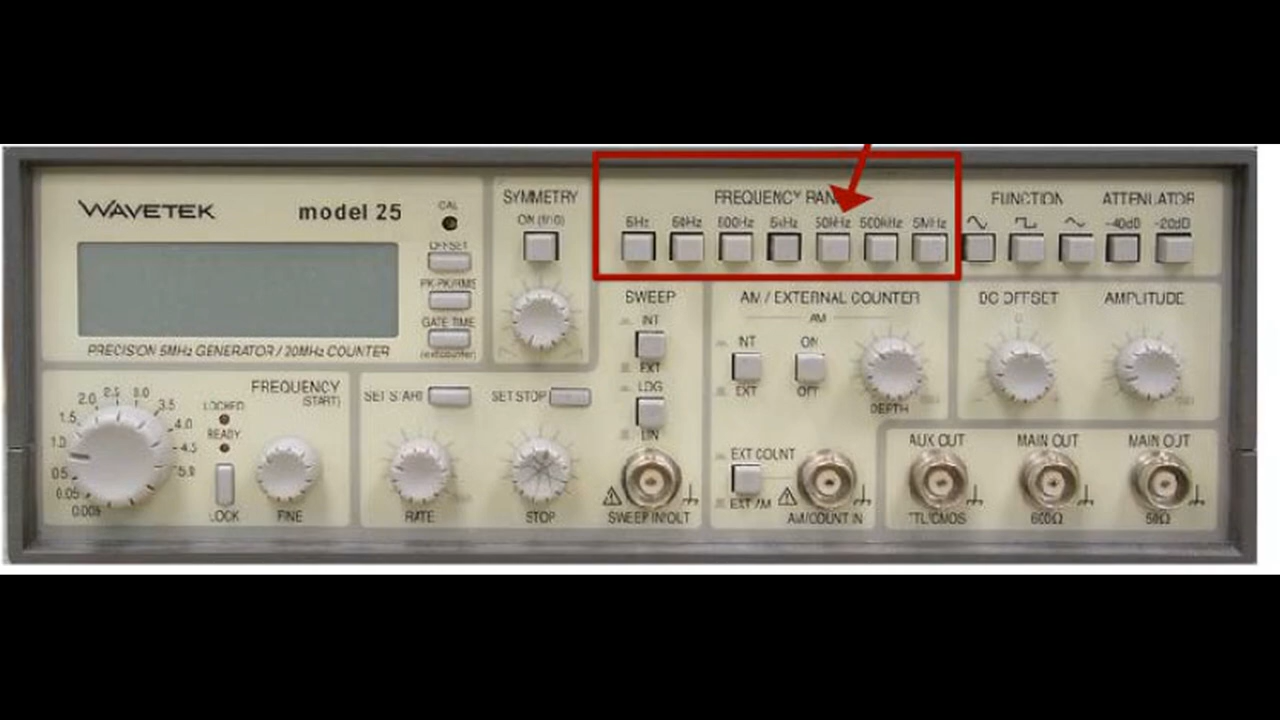 WAVETEK model 25
CAL
OFFSET
PK-PK/RMS
GATE TIME
(ext counter)
PRECISION 5MHz GENERATOR / 20MHz COUNTER
SYMMETRY
ON (f/10)
FREQUENCY RAN
5Hz 50Hz 500Hz 5kHz 50kHz 500kHz 5MHz
FUNCTION
ATTENUATOR
-40dB -20dB
FREQUENCY
(START)
0.005 0.05 0.5 1.0 1.5 2.0 2.5 3.0 3.5 4.0 4.5 5.0
LOCKED
READY
LOCK
FINE
SET START
SET STOP
RATE
STOP
SWEEP
INT
EXT
LOG
LIN
SWEEP IN/OUT
AM / EXTERNAL COUNTER
AM
INT
EXT
ON
OFF
DEPTH
EXT COUNT
EXT AM
AM/COUNT IN
DC OFFSET
0
AMPLITUDE
AUX OUT
TTL/CMOS
MAIN OUT
600Ω
MAIN OUT
50Ω